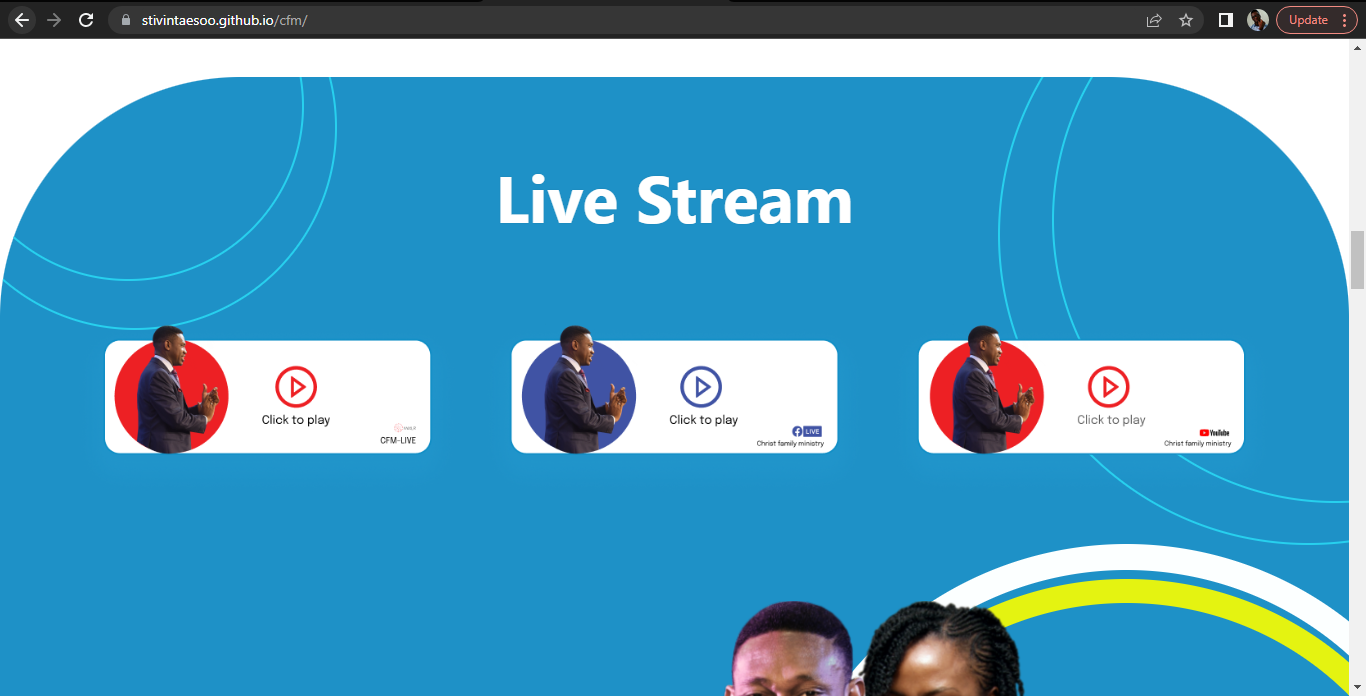 stivintaesoo.github.io/cfm/
Update
Live Stream
Click to play
CFM-LIVE
Click to play
LIVE
Christ family ministry
Click to play
YouTube
Christ family ministry